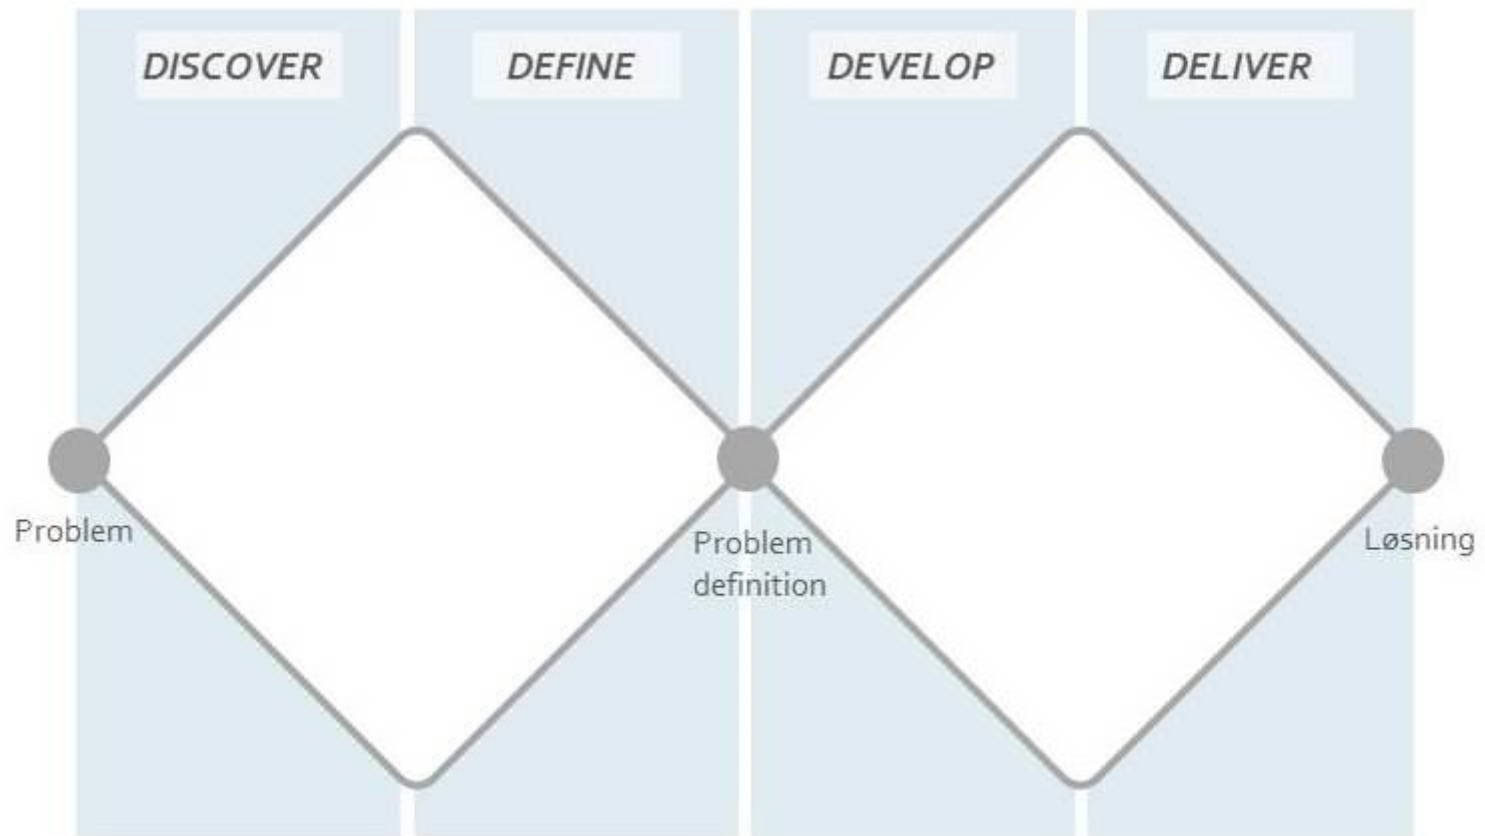 DISCOVER
DEFINE
DEVELOP
DELIVER
Problem
Problem
definition
Løsning